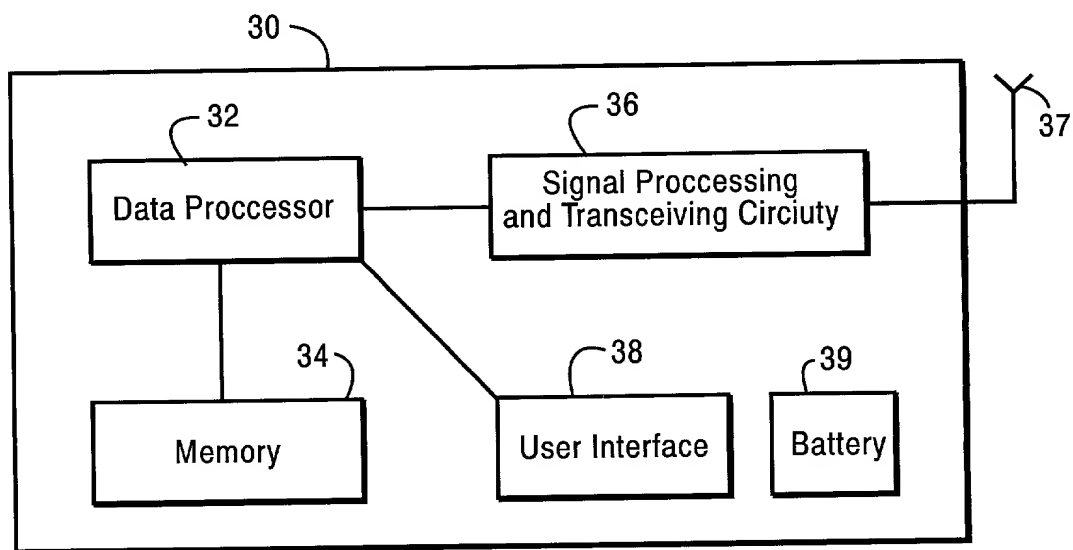 30
32
36
37
Data Proccessor
Signal Proccessing
and Transceiving Circiuty
34
38
39
Memory
User Interface
Battery